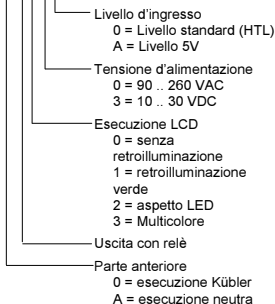 Livello d'ingresso
0 = Livello standard (HTL)
A = Livello 5V
Tensione d'alimentazione
0 = 90 .. 260 VAC
3 = 10 .. 30 VDC
Esecuzione LCD
0 = senza
retroilluminazione
1 = retroilluminazione
verde
2 = aspetto LED
3 = Multicolore
Uscita con relè
Parte anteriore
0 = esecuzione Kübler
A = esecuzione neutra